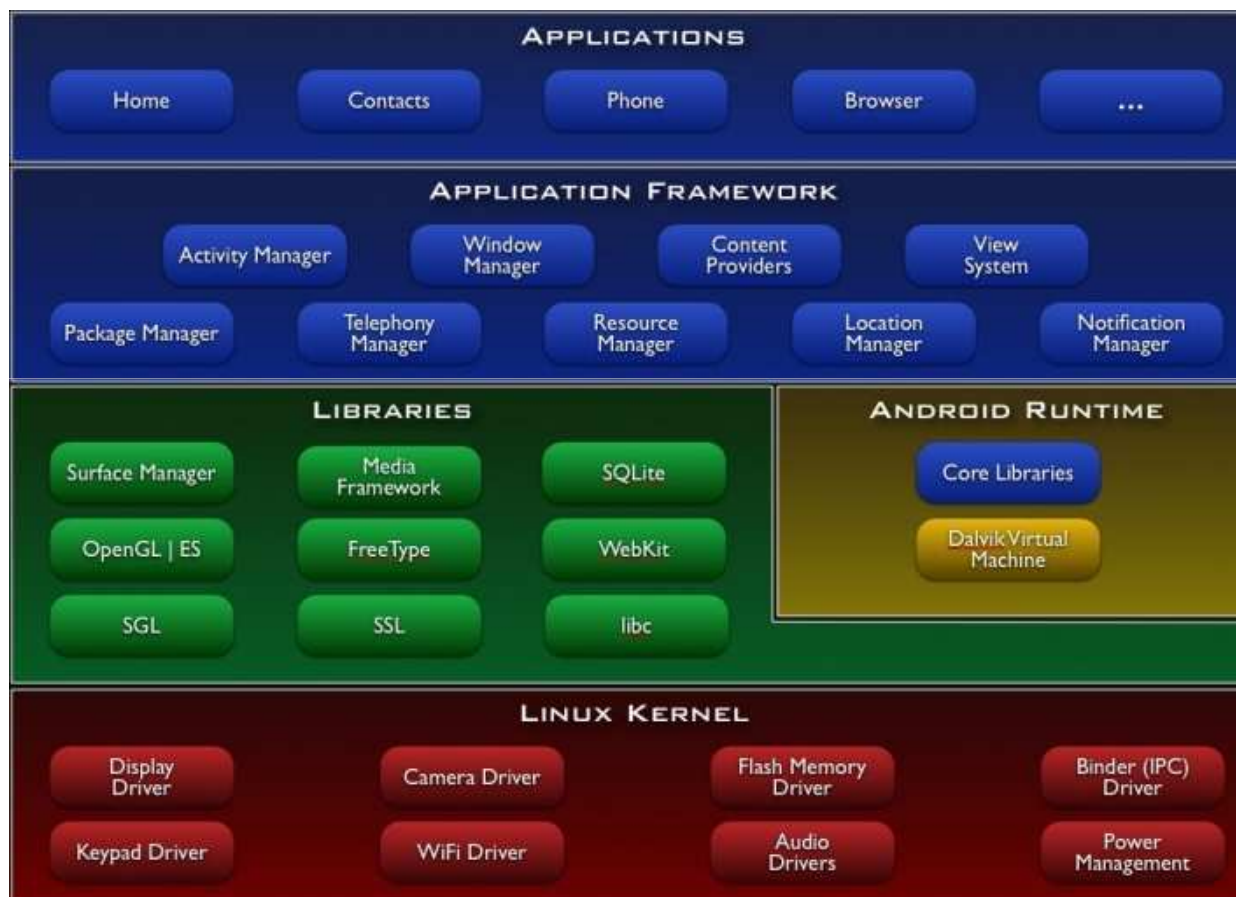 APPLICATIONS
Home
Contacts
Phone
Browser
...
APPLICATION FRAMEWORK
Activity Manager
Window
Manager
Content
Providers
View
System
Package Manager
Telephony
Manager
Resource
Manager
Location
Manager
Notification
Manager
LIBRARIES
Surface Manager
Media
Framework
SQLite
OpenGL | ES
FreeType
WebKit
SGL
SSL
libc
ANDROID RUNTIME
Core Libraries
Dalvik Virtual
Machine
LINUX KERNEL
Display
Driver
Camera Driver
Flash Memory
Driver
Binder (IPC)
Driver
Keypad Driver
WiFi Driver
Audio
Drivers
Power
Management